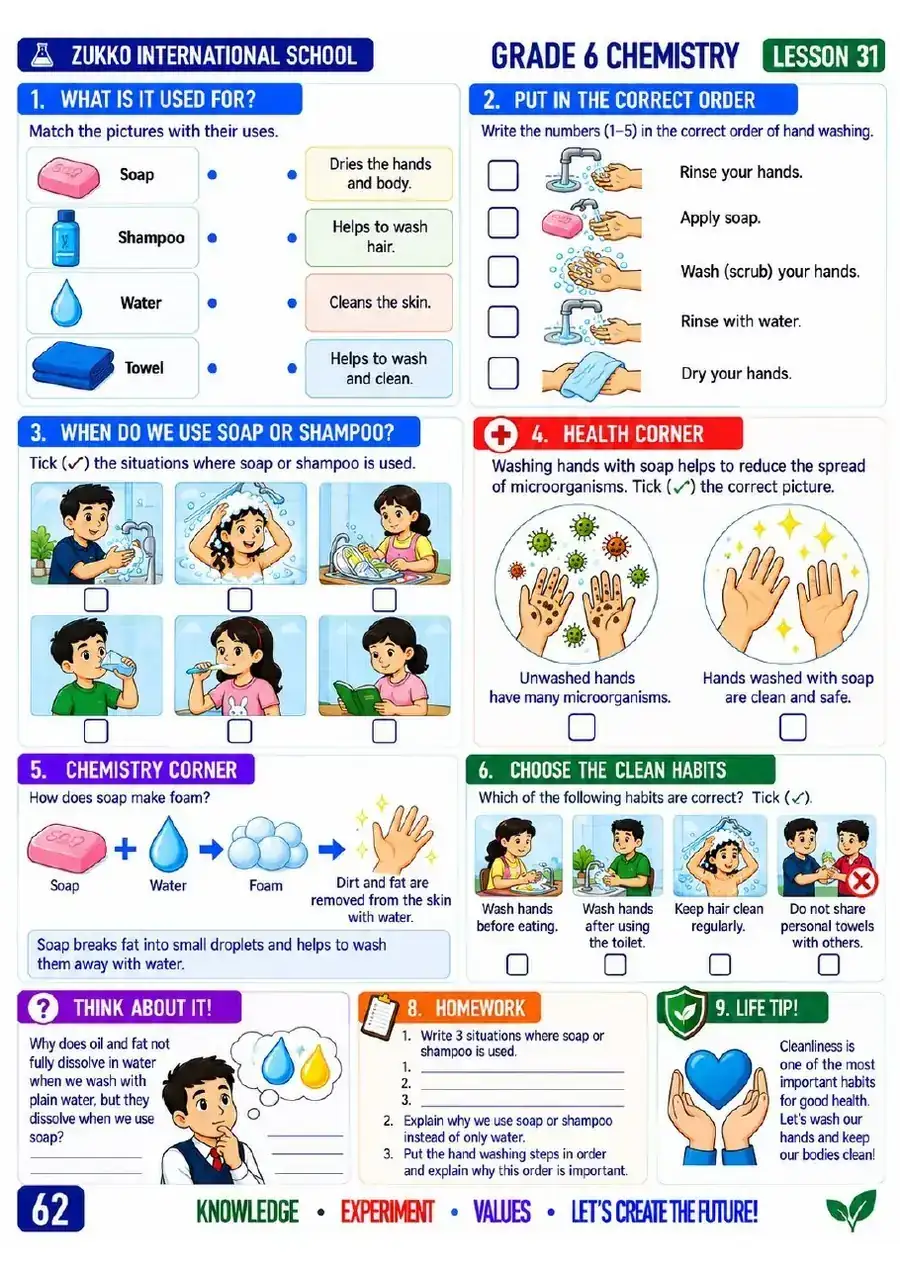 ZUKKO INTERNATIONAL SCHOOL
GRADE 6 CHEMISTRY
LESSON 31
1. WHAT IS IT USED FOR?
Match the pictures with their uses.
Soap
Dries the hands
and body.
Shampoo
Helps to wash
hair.
Water
Cleans the skin.
Towel
Helps to wash
and clean.
2. PUT IN THE CORRECT ORDER
Write the numbers (1–5) in the correct order of hand washing.
Rinse your hands.
Apply soap.
Wash (scrub) your hands.
Rinse with water.
Dry your hands.
3. WHEN DO WE USE SOAP OR SHAMPOO?
Tick (✓) the situations where soap or shampoo is used.
4. HEALTH CORNER
Washing hands with soap helps to reduce the spread
of microorganisms. Tick (✓) the correct picture.
Unwashed hands
have many microorganisms.
Hands washed with soap
are clean and safe.
5. CHEMISTRY CORNER
How does soap make foam?
Soap
Water
Foam
Dirt and fat are
removed from the skin
with water.
Soap breaks fat into small droplets and helps to wash
them away with water.
6. CHOOSE THE CLEAN HABITS
Which of the following habits are correct? Tick (✓).
Wash hands
before eating.
Wash hands
after using
the toilet.
Keep hair clean
regularly.
Do not share
personal towels
with others.
? THINK ABOUT IT!
Why does oil and fat not
fully dissolve in water
when we wash with
plain water, but they
dissolve when we use
soap?
8. HOMEWORK
1. Write 3 situations where soap or
shampoo is used.
1.
2.
3.
2. Explain why we use soap or shampoo
instead of only water.
3. Put the hand washing steps in order
and explain why this order is important.
9. LIFE TIP!
Cleanliness is
one of the most
important habits
for good health.
Let's wash our
hands and keep
our bodies clean!
62
KNOWLEDGE • EXPERIMENT • VALUES • LET'S CREATE THE FUTURE!